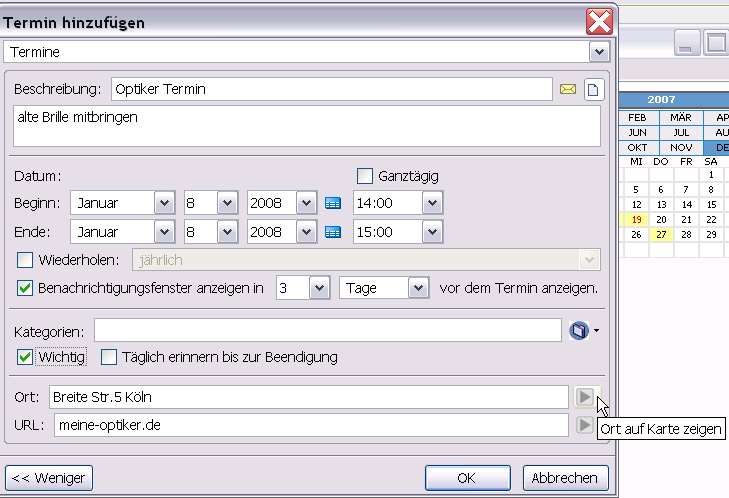 Termin hinzufügen
Termine
Beschreibung: Optiker Termin
alte Brille mitbringen
Datum: Ganztägig
Beginn: Januar 8 2008 14:00
Ende: Januar 8 2008 15:00
Wiederholen: jährlich
Benachrichtigungsfenster anzeigen in 3 Tage vor dem Termin anzeigen.
Kategorien:
Wichtig Täglich erinnern bis zur Beendigung
Ort: Breite Str.5 Köln
URL: meine-optiker.de
Ort auf Karte zeigen
<< Weniger OK Abbrechen
2007
FEB MÄR AP
JUN JUL AU
OKT NOV DE
MI DO FR SA
1
5 6 7 8
12 13 14 15
19 20 21 22
26 27 28 29